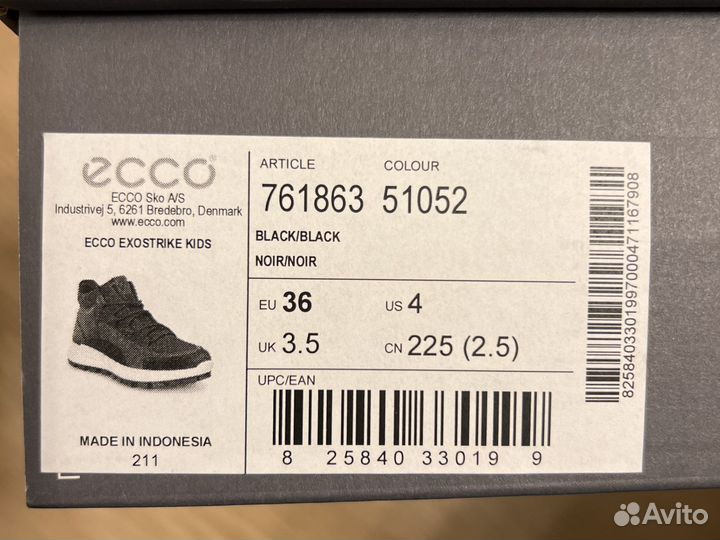 ecco
ECCO Sko A/S
Industrivej 5, 6261 Bredebro, Denmark
www.ecco.com
ECCO EXOSTRIKE KIDS
MADE IN INDONESIA
211
ARTICLE COLOUR
761863 51052
BLACK/BLACK
NOIR/NOIR
EU 36 US 4
UK 3.5 CN 225 (2.5)
UPC/EAN
8 25840 33019 9
8258403301997000471167908
Avito